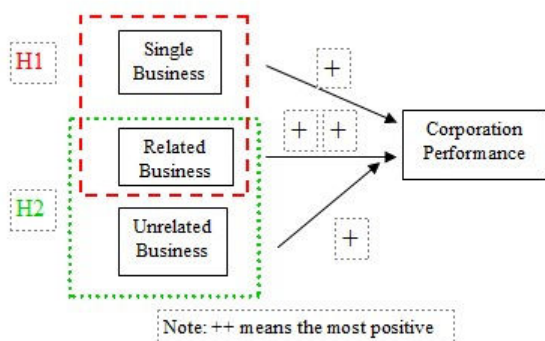 H1
Single
Business
+
+ +
Related
Business
Corporation
Performance
H2
Unrelated
Business
+
Note: ++ means the most positive